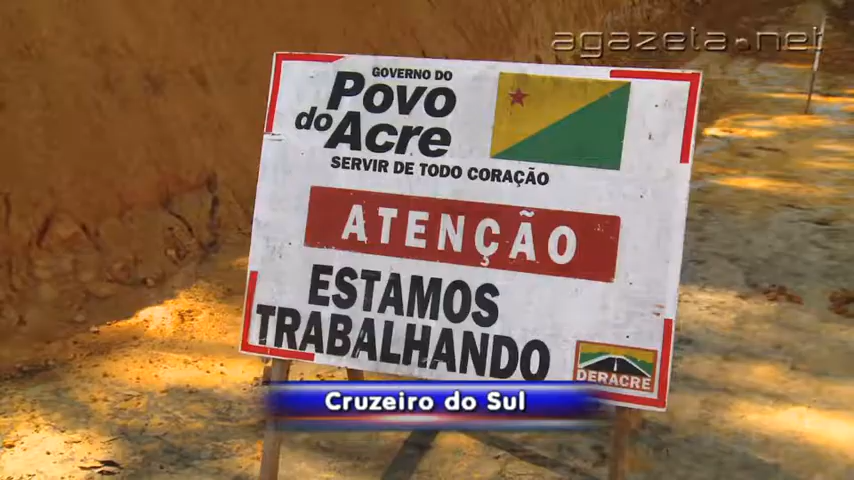 agazeta.net
GOVERNO DO
POVO
do ACRE
SERVIR DE TODO CORAÇÃO
ATENÇÃO
ESTAMOS
TRABALHANDO
DERACRE
Cruzeiro do Sul